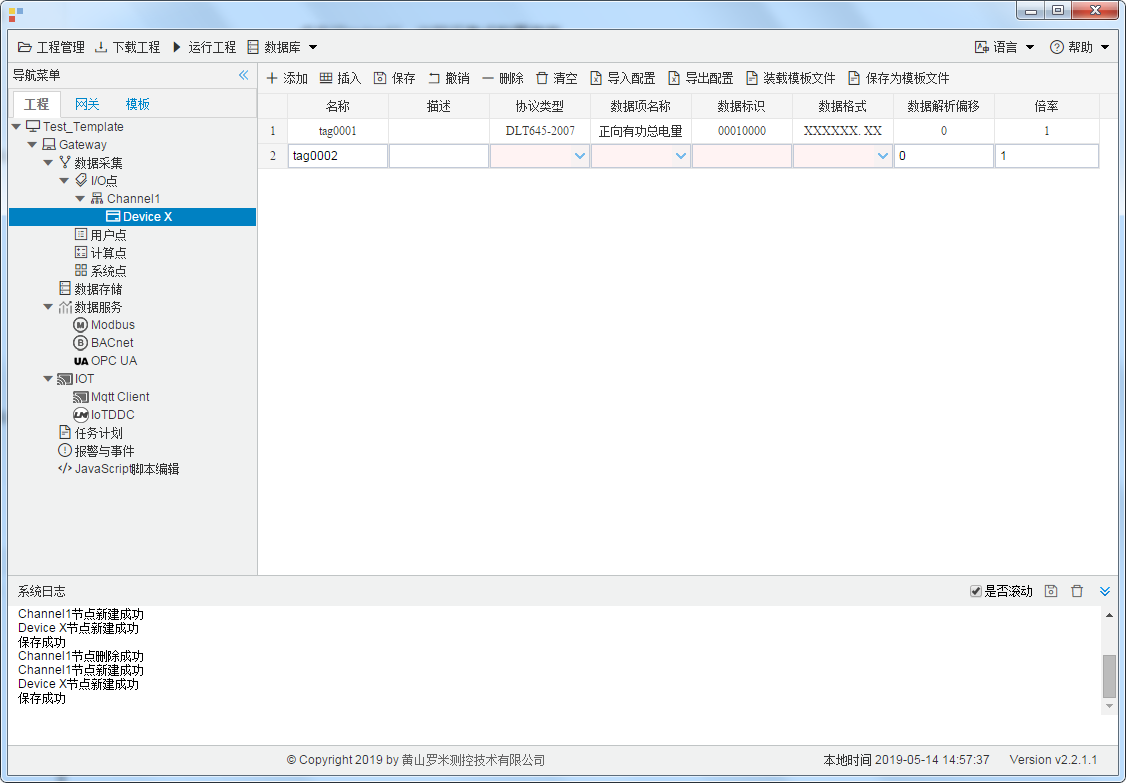 工程管理 下载工程 运行工程 数据库 语言 帮助
导航菜单
添加 插入 保存 撤销 删除 清空 导入配置 导出配置 装载模板文件 保存为模板文件
工程 网关 模板
名称 描述 协议类型 数据项名称 数据标识 数据格式 数据解析偏移 倍率
1 tag0001 DLT645-2007 正向有功总电量 00010000 XXXXXX. XX 0 1
2 tag0002 0 1
Test_Template
Gateway
数据采集
I/O点
Channel1
Device X
用户点
计算点
系统点
数据存储
数据服务
M Modbus
B BACnet
UA OPC UA
IOT
Mqtt Client
IoTDDC
任务计划
报警与事件
</> JavaScript脚本编辑
系统日志 是否滚动
Channel1节点新建成功
Device X节点新建成功
保存成功
Channel1节点删除成功
Channel1节点新建成功
Device X节点新建成功
保存成功
© Copyright 2019 by 黄山罗米测控技术有限公司 本地时间 2019-05-14 14:57:37 Version v2.2.1.1